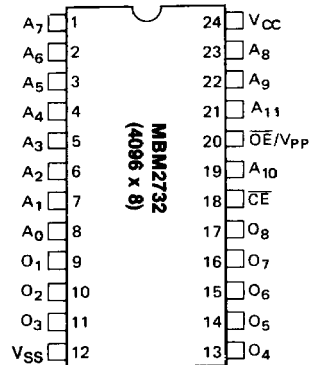 A7 1 24 VCC
A6 2 23 A8
A5 3 22 A9
A4 4 21 A11
A3 5 20 OE/VPP
A2 6 19 A10
A1 7 18 CE
A0 8 17 O8
O1 9 16 O7
O2 10 15 O6
O3 11 14 O5
VSS 12 13 O4
MBM2732
(4096 x 8)